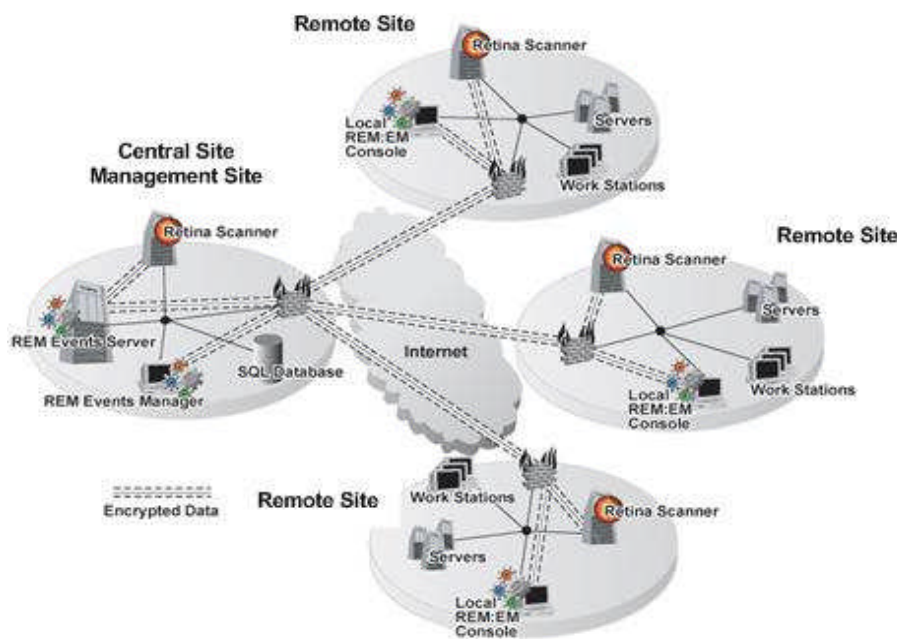 Remote Site
Retina Scanner
Local
REM:EM
Console
Servers
Work Stations
Central Site
Management Site
Retina Scanner
REM Events Server
REM Events Manager
SQL Database
Internet
Remote Site
Retina Scanner
Servers
Work Stations
Local
REM:EM
Console
Remote Site
Work Stations
Retina Scanner
Servers
Local
REM:EM
Console
Encrypted Data